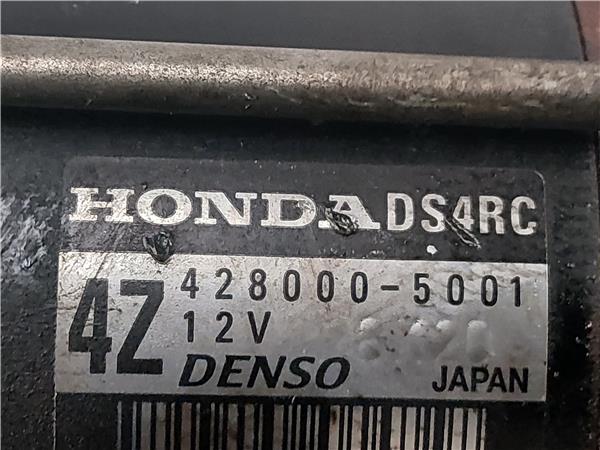 HONDA DS4RC
4Z 428000-5001
12V
DENSO JAPAN